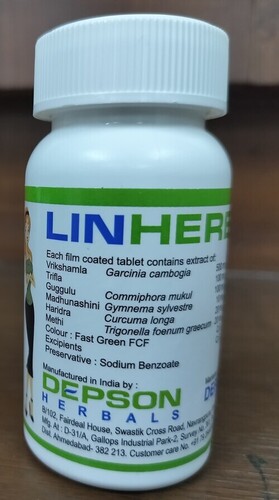 LINHERB
Each film coated tablet contains extract of:
Vrikshamla Garcinia cambogia
Trifla
Guggulu Commiphora mukul
Madhunashini Gymnema sylvestre
Haridra Curcuma longa
Methi Trigonella foenum graecum
Colour : Fast Green FCF
Excipients
Preservative : Sodium Benzoate
Manufactured in India by :
DEPSON
HERBALS
B/102, Fairdeal House, Swastik Cross Road,
Mfg. At : D-31/A, Gallops Industrial Park-2, Survey No.
Dist. Ahmedabad- 382 213. Customer care No.